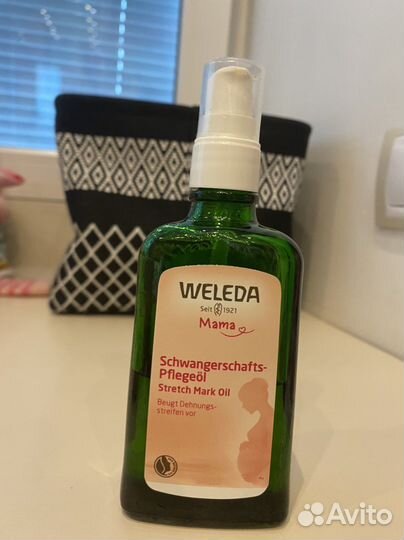 WELEDA
Seit 1921
Mama
Schwangerschafts-
Pflegeöl
Stretch Mark Oil
Beugt Dehnungs-
streifen vor
Avito